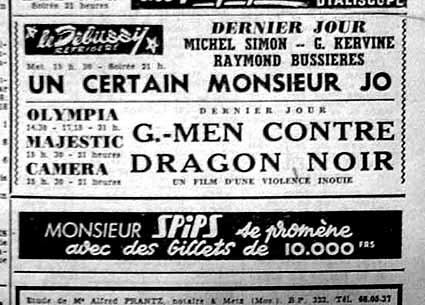 Soirée 21 h.
D'ITALISCOPE
Le Debussy
REFRIGERE
Mat. 15 h. 30 - Soirée 21 h.
DERNIER JOUR
MICHEL SIMON -- G. KERVINE
RAYMOND BUSSIERES
UN CERTAIN MONSIEUR JO
OLYMPIA
14.30 - 17.15 - 21 h.
MAJESTIC
15 h. 30 - 21 heures
CAMERA
15 h. 30 - 21 heures
DERNIER JOUR
G.-MEN CONTRE
DRAGON NOIR
UN FILM D'UNE VIOLENCE INOUIE
MONSIEUR SPiPS se promène
avec des billets de 10.000 FRS
Etude de Me Alfred FRANTZ, notaire à Metz (Mos.) B.P. 322, Tél. 68.05-37